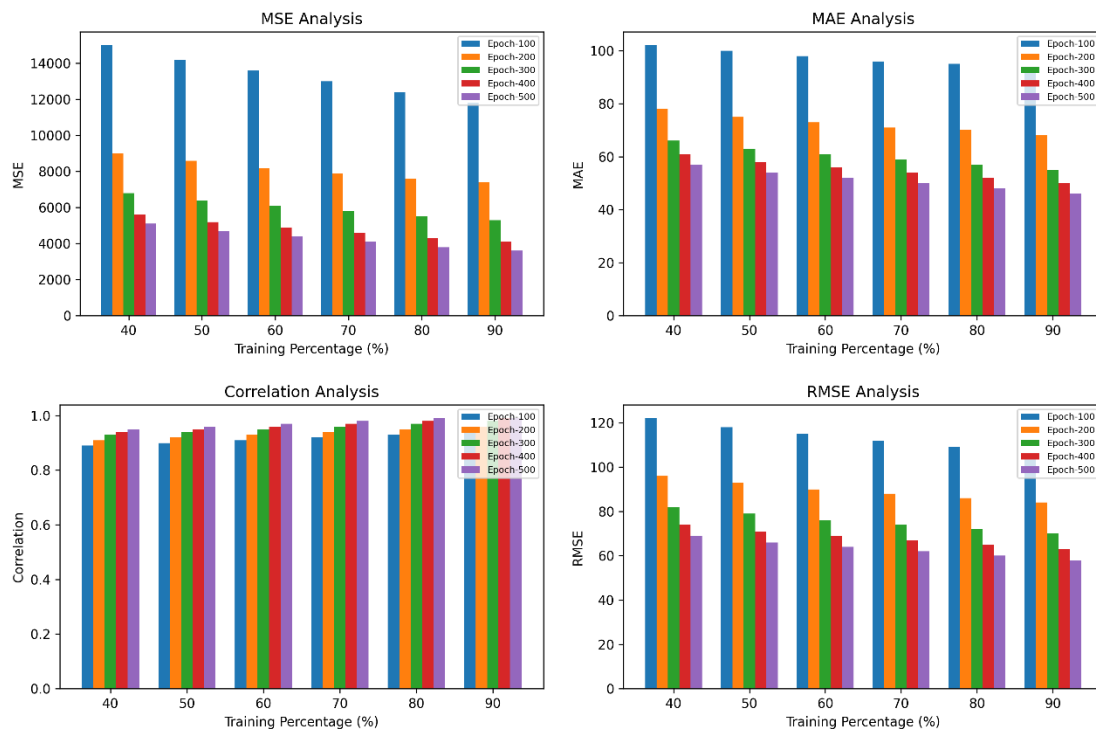 MSE Analysis
14000
12000
10000
8000
6000
4000
2000
0
MSE
40 50 60 70 80 90
Training Percentage (%)
Epoch-100
Epoch-200
Epoch-300
Epoch-400
Epoch-500
MAE Analysis
100
80
60
40
20
0
MAE
40 50 60 70 80 90
Training Percentage (%)
Epoch-100
Epoch-200
Epoch-300
Epoch-400
Epoch-500
Correlation Analysis
1.0
0.8
0.6
0.4
0.2
0.0
Correlation
40 50 60 70 80 90
Training Percentage (%)
Epoch-100
Epoch-200
Epoch-300
Epoch-400
Epoch-500
RMSE Analysis
120
100
80
60
40
20
0
RMSE
40 50 60 70 80 90
Training Percentage (%)
Epoch-100
Epoch-200
Epoch-300
Epoch-400
Epoch-500